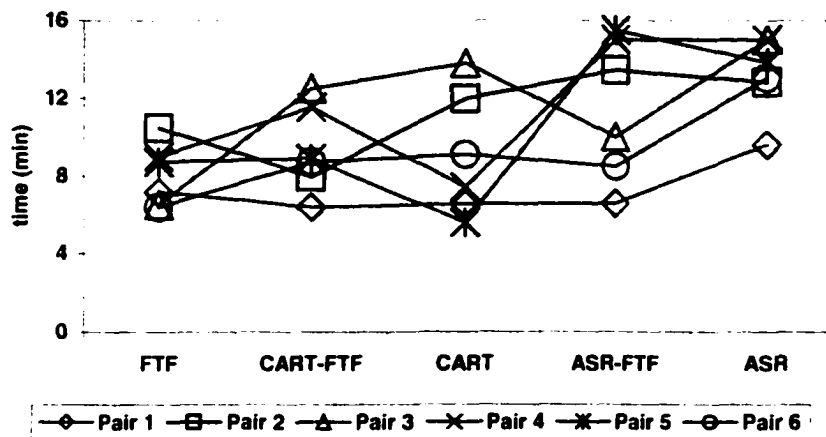 16
12
8
4
0
time (min)
FTF CART-FTF CART ASR-FTF ASR
Pair 1 Pair 2 Pair 3 Pair 4 Pair 5 Pair 6